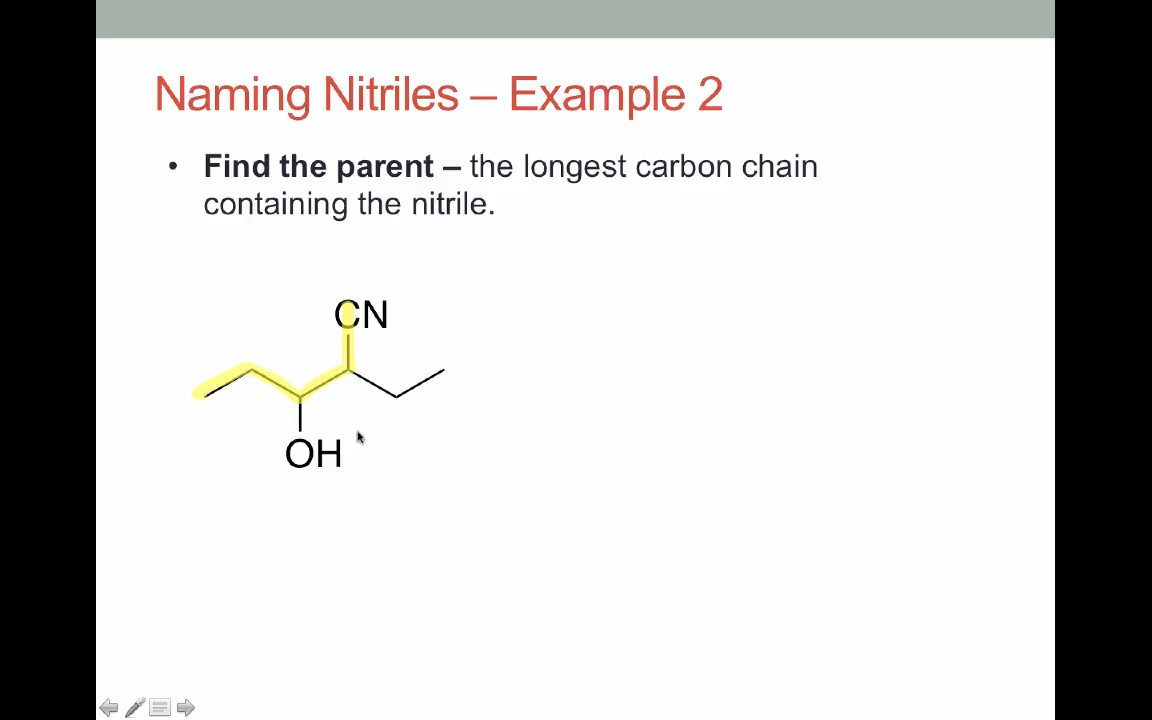 Naming Nitriles – Example 2
• Find the parent – the longest carbon chain
containing the nitrile.
CN
OH